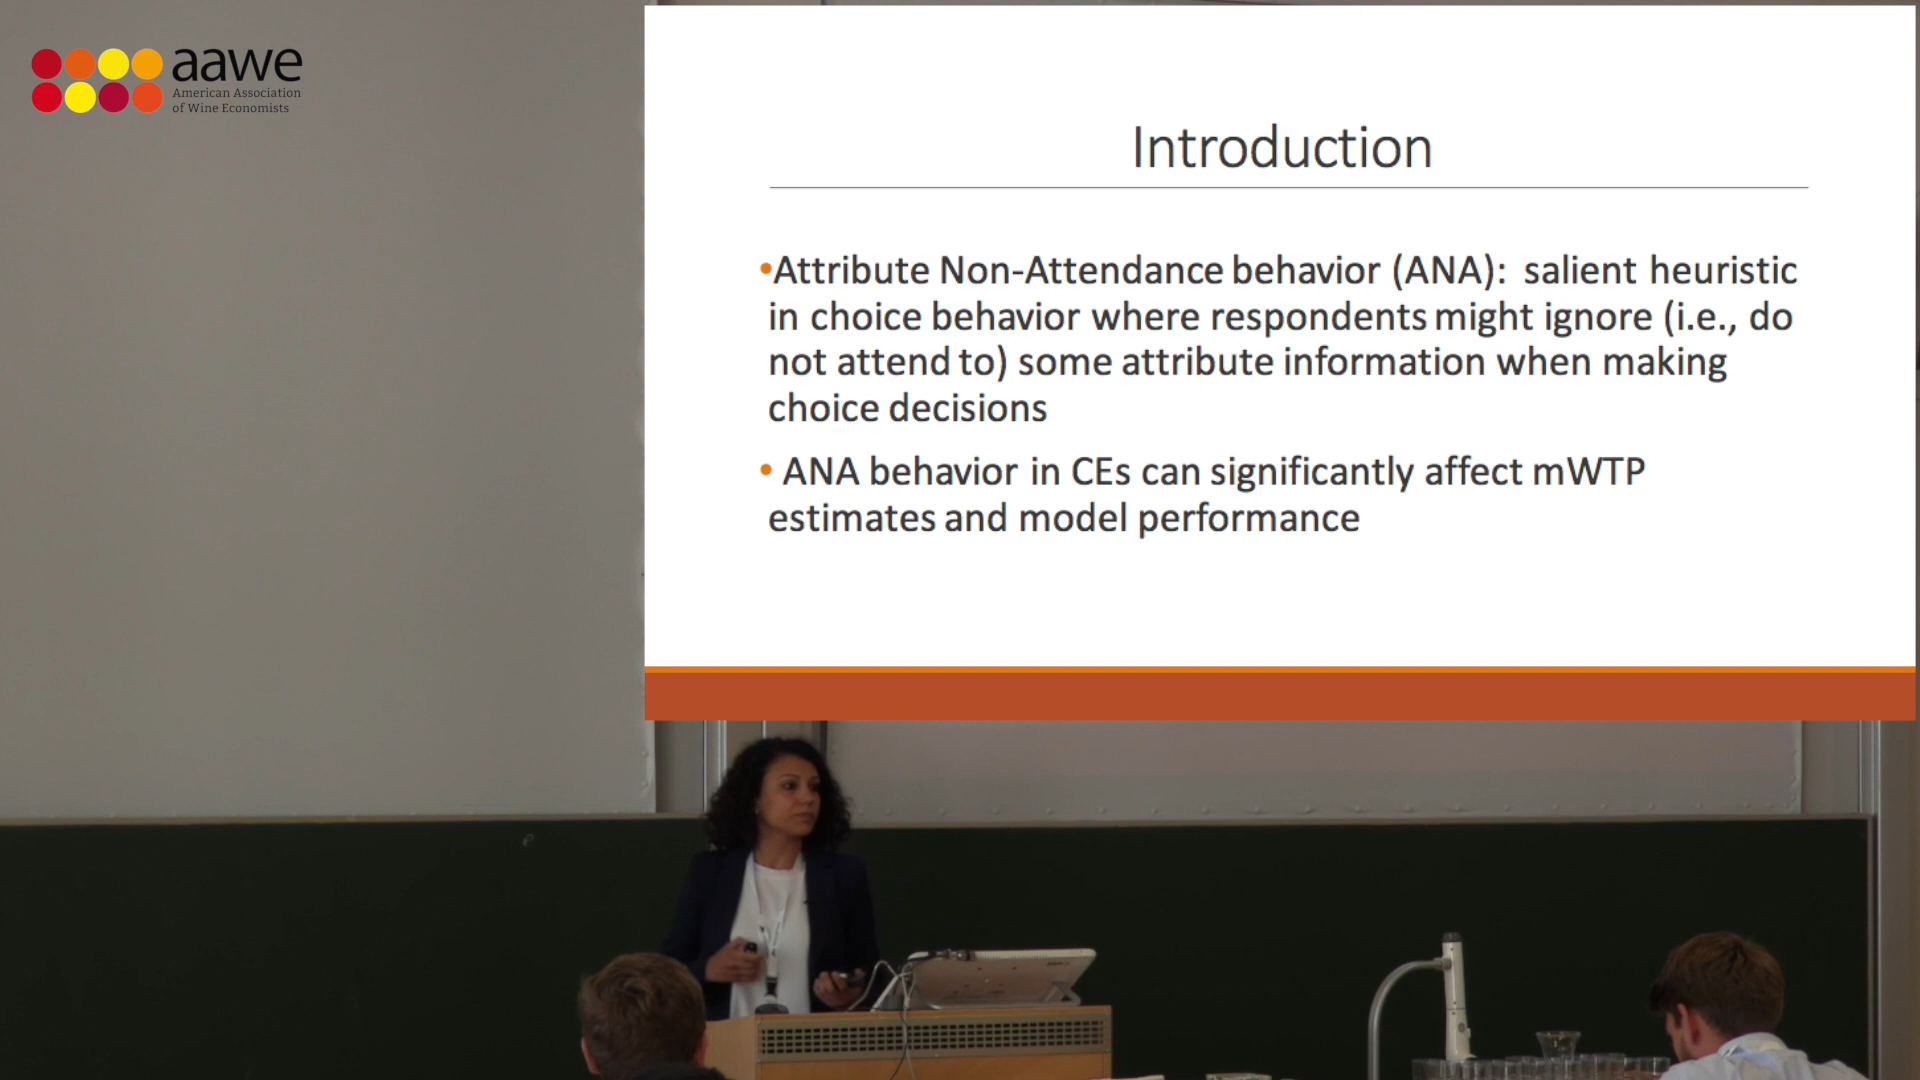 aawe
American Association
of Wine Economists
Introduction
•Attribute Non-Attendance behavior (ANA): salient heuristic
in choice behavior where respondents might ignore (i.e., do
not attend to) some attribute information when making
choice decisions
• ANA behavior in CEs can significantly affect mWTP
estimates and model performance